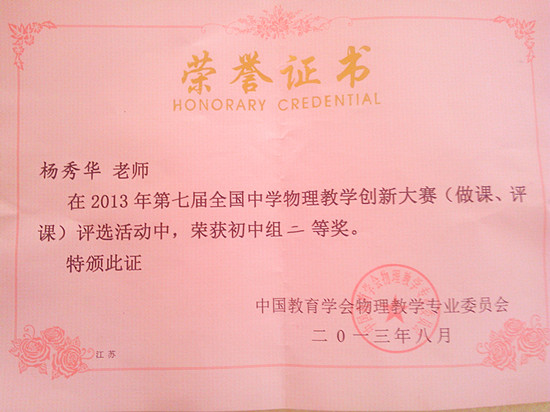 荣誉证书
HONORARY CREDENTIAL
杨秀华 老师
在 2013 年第七届全国中学物理教学创新大赛（做课、评
课）评选活动中，荣获初中组二等奖。
特颁此证
中国教育学会物理教学专业委员会
二〇一三年八月
江苏